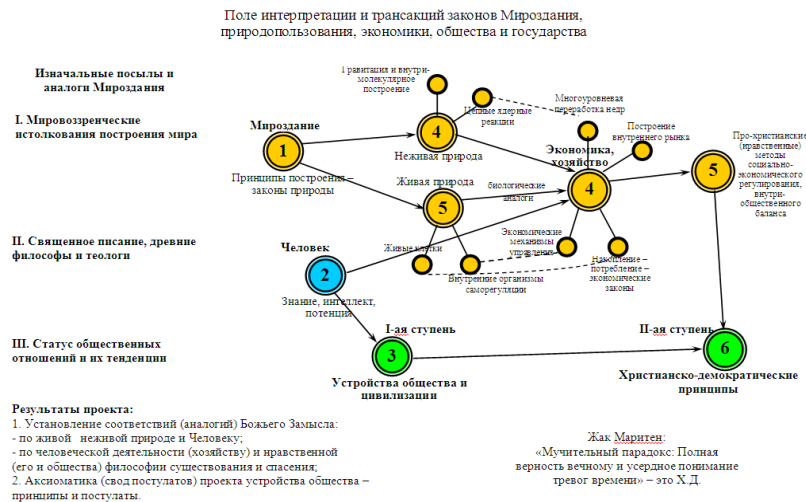 Поле интерпретации и трансакций законов Мироздания,
природопользования, экономики, общества и государства
Изначальные посылы и
аналоги Мироздания
Гравитация и внутри-
молекулярное
построение
Цепные ядерные
реакции
Многоуровневая
переработка недр
I. Мировоззренческие
истолкования построения мира
Мироздание
1
Принципы построения –
законы природы
4
Неживая природа
Экономика,
хозяйство
4
Построение
внутреннего рынка
5
Про-христианские
(нравственные)
методы
социально-
экономического
регулирования,
внутри-
общественного
баланса
Живая природа
5
биологические
аналоги
II. Священное писание, древние
философы и теологи
Человек
2
Знание, интеллект,
потенция
Живые клетки
Внутренние организмы
саморегуляции
Экономические
механизмы
управления
Накопление –
потребление –
экономические
законы
III. Статус общественных
отношений и их тенденции
I-ая ступень
3
Устройства общества и
цивилизации
II-ая ступень
6
Христианско-демократические
принципы
Результаты проекта:
1. Установление соответствий (аналогий) Божьего Замысла:
- по живой неживой природе и Человеку;
- по человеческой деятельности (хозяйству) и нравственной
(его и общества) философии существования и спасения;
2. Аксиоматика (свод постулатов) проекта устройства общества –
принципы и постулаты.
Жак Маритен:
«Мучительный парадокс: Полная
верность вечному и усердное понимание
тревог времени» – это Х.Д.